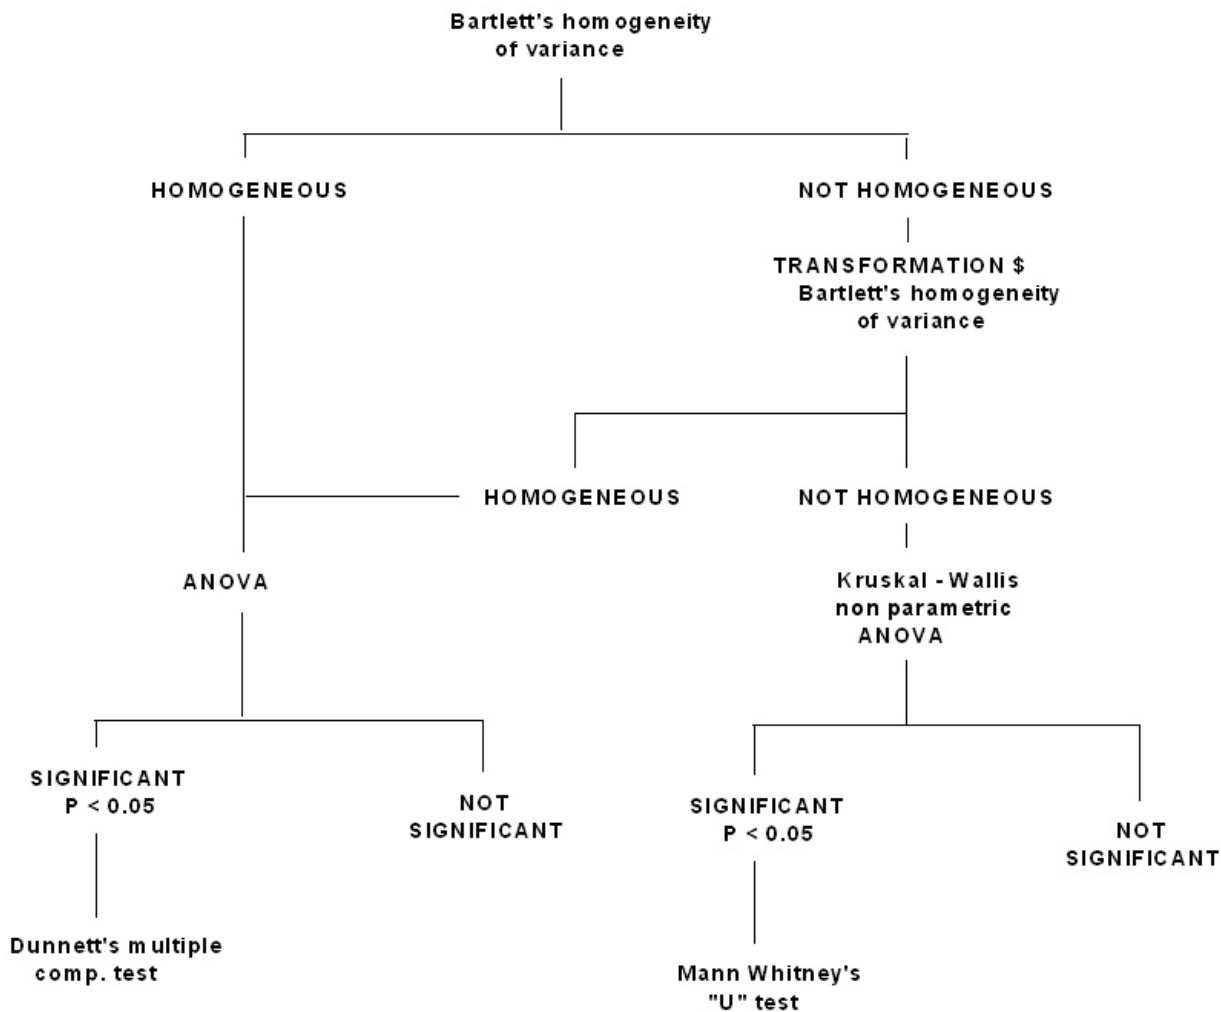 Bartlett's homogeneity
of variance
HOMOGENEOUS
NOT HOMOGENEOUS
TRANSFORMATION $
Bartlett's homogeneity
of variance
HOMOGENEOUS
NOT HOMOGENEOUS
ANOVA
Kruskal - Wallis
non parametric
ANOVA
SIGNIFICANT
P < 0.05
NOT
SIGNIFICANT
SIGNIFICANT
P < 0.05
NOT
SIGNIFICANT
Dunnett's multiple
comp. test
Mann Whitney's
"U" test